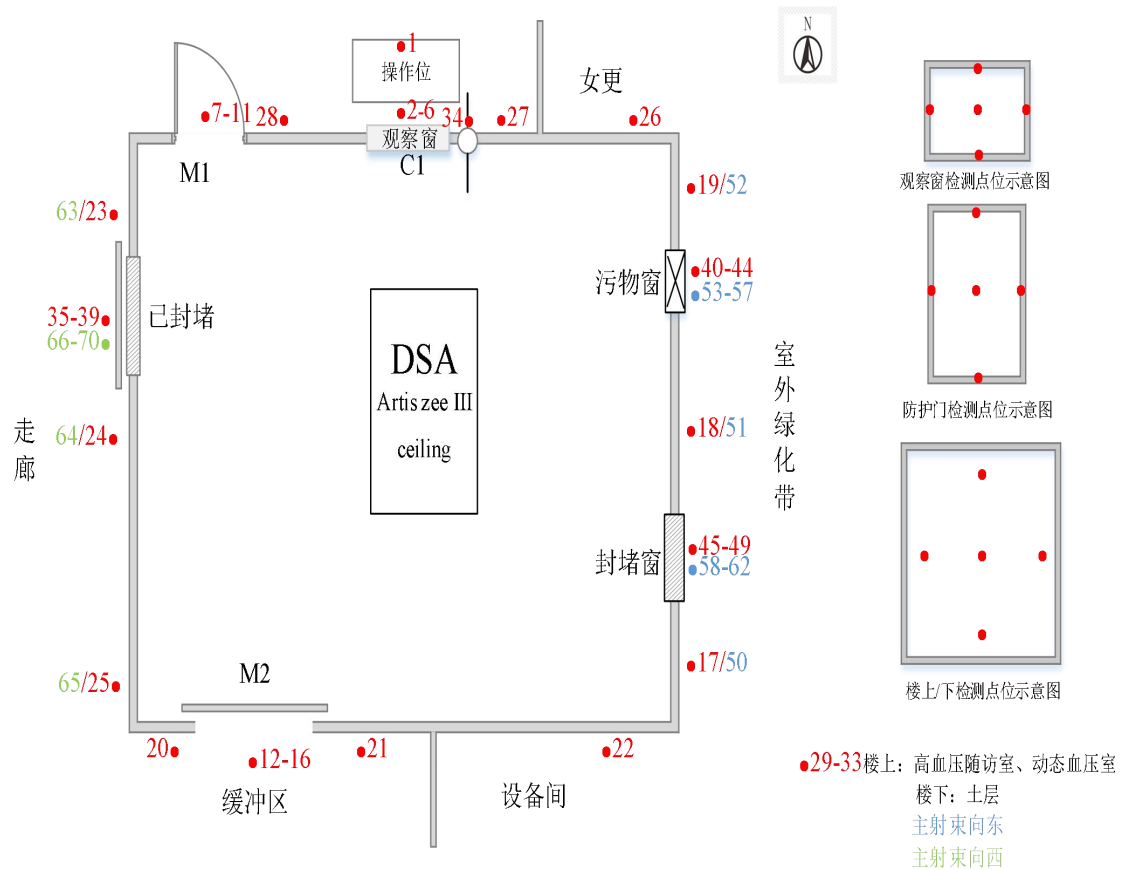 N
1
操作位
女更
7-11
28
2-6
34
27
26
观察窗
C1
M1
观察窗检测点位示意图
63/23
19/52
污物窗
40-44
53-57
35-39
66-70
已封堵
DSA
Artis zee III
ceiling
室外绿化带
走廊
64/24
18/51
防护门检测点位示意图
封堵窗
45-49
58-62
65/25
M2
17/50
楼上/下检测点位示意图
20
12-16
21
22
缓冲区
设备间
29-33楼上：高血压随访室、动态血压室
楼下：土层
主射束向东
主射束向西